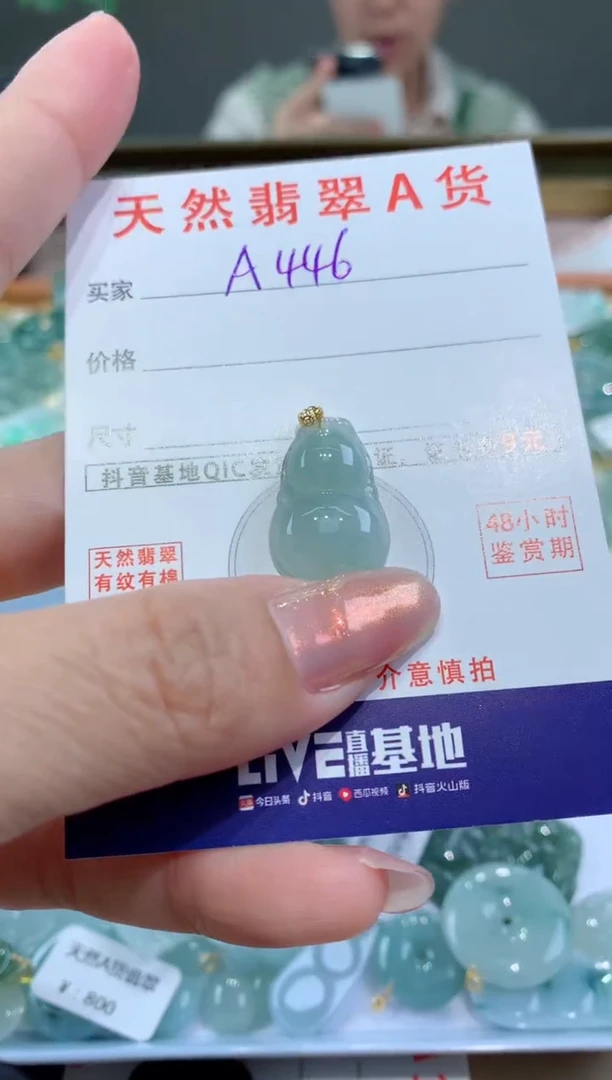 天然翡翠A货
买家 A446
价格
尺寸
抖音基地QIC 证、 9元
天然翡翠
有纹有棉
48小时
鉴赏期
介意慎拍
LIVE直播基地
今日头条 抖音 西瓜视频 抖音火山版
天然A货翡翠
¥：800